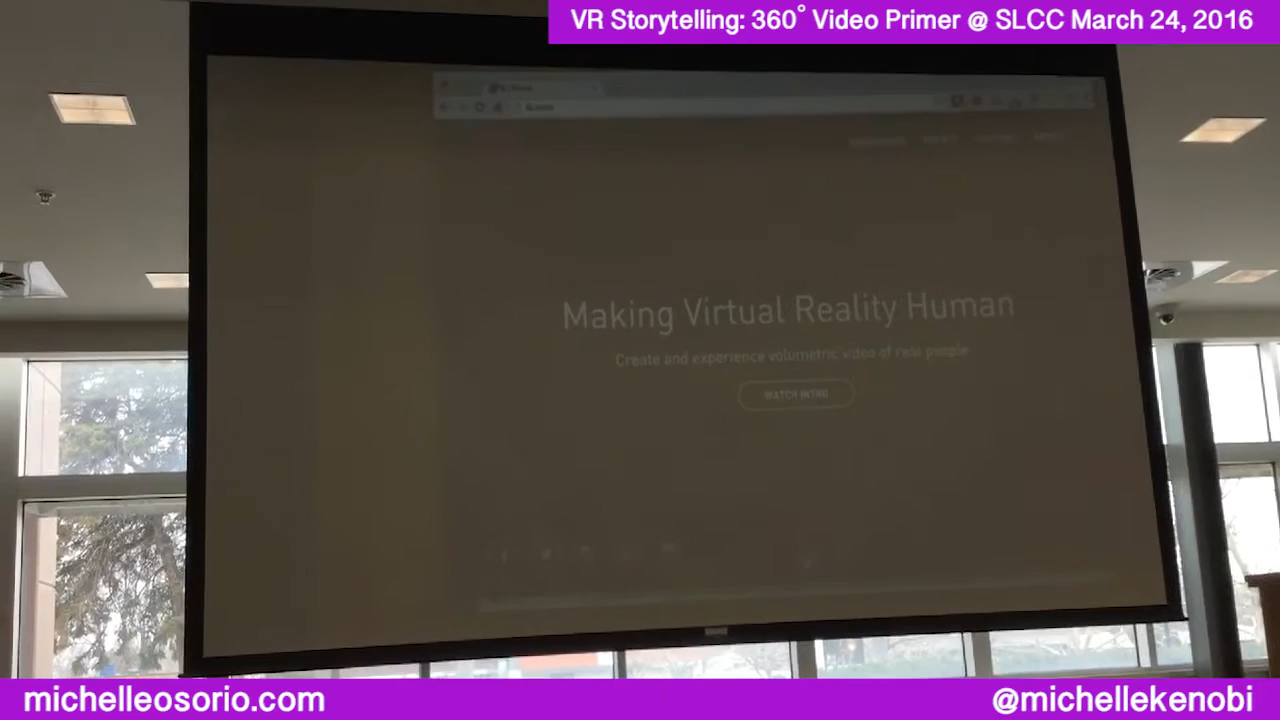 VR Storytelling: 360° Video Primer @ SLCC March 24, 2016
Making Virtual Reality Human
Create and experience volumetric video of real people
WATCH INTRO
michelleosorio.com
@michellekenobi